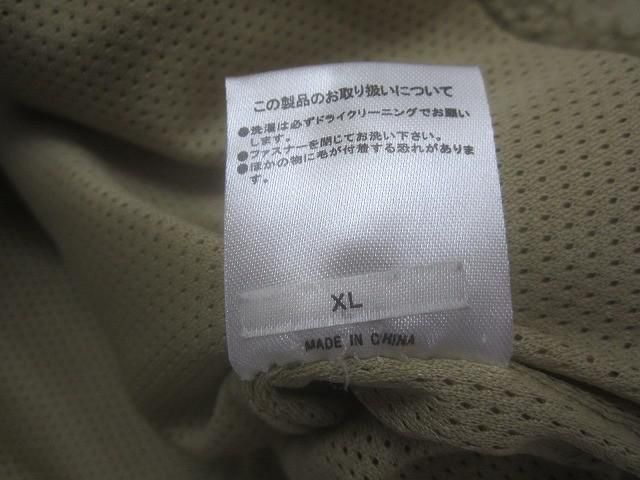 この製品のお取り扱いについて
●洗濯は必ずドライクリーニングでお願い
します。
●ファスナーを閉じてお洗い下さい。
●ほかの物に毛が付着する恐れがありま
す。
XL
MADE IN CHINA